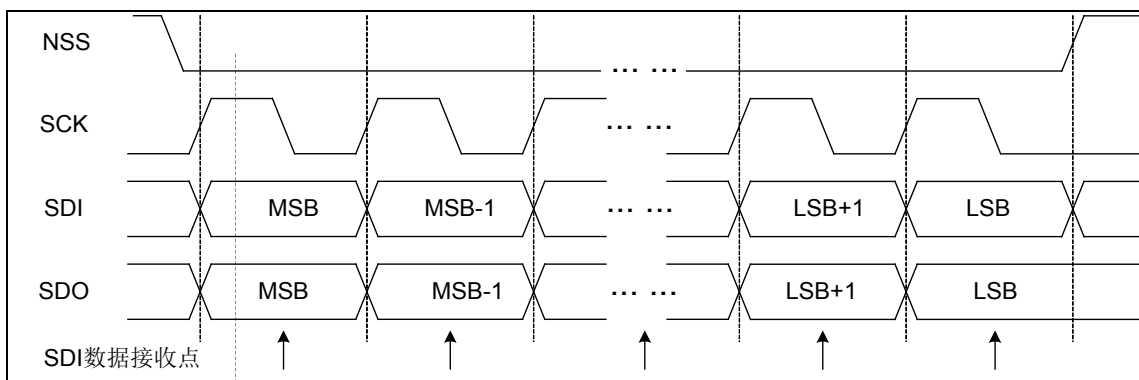 NSS
... ...
SCK
... ...
SDI
MSB
MSB-1
... ...
LSB+1
LSB
SDO
MSB
MSB-1
... ...
LSB+1
LSB
SDI数据接收点